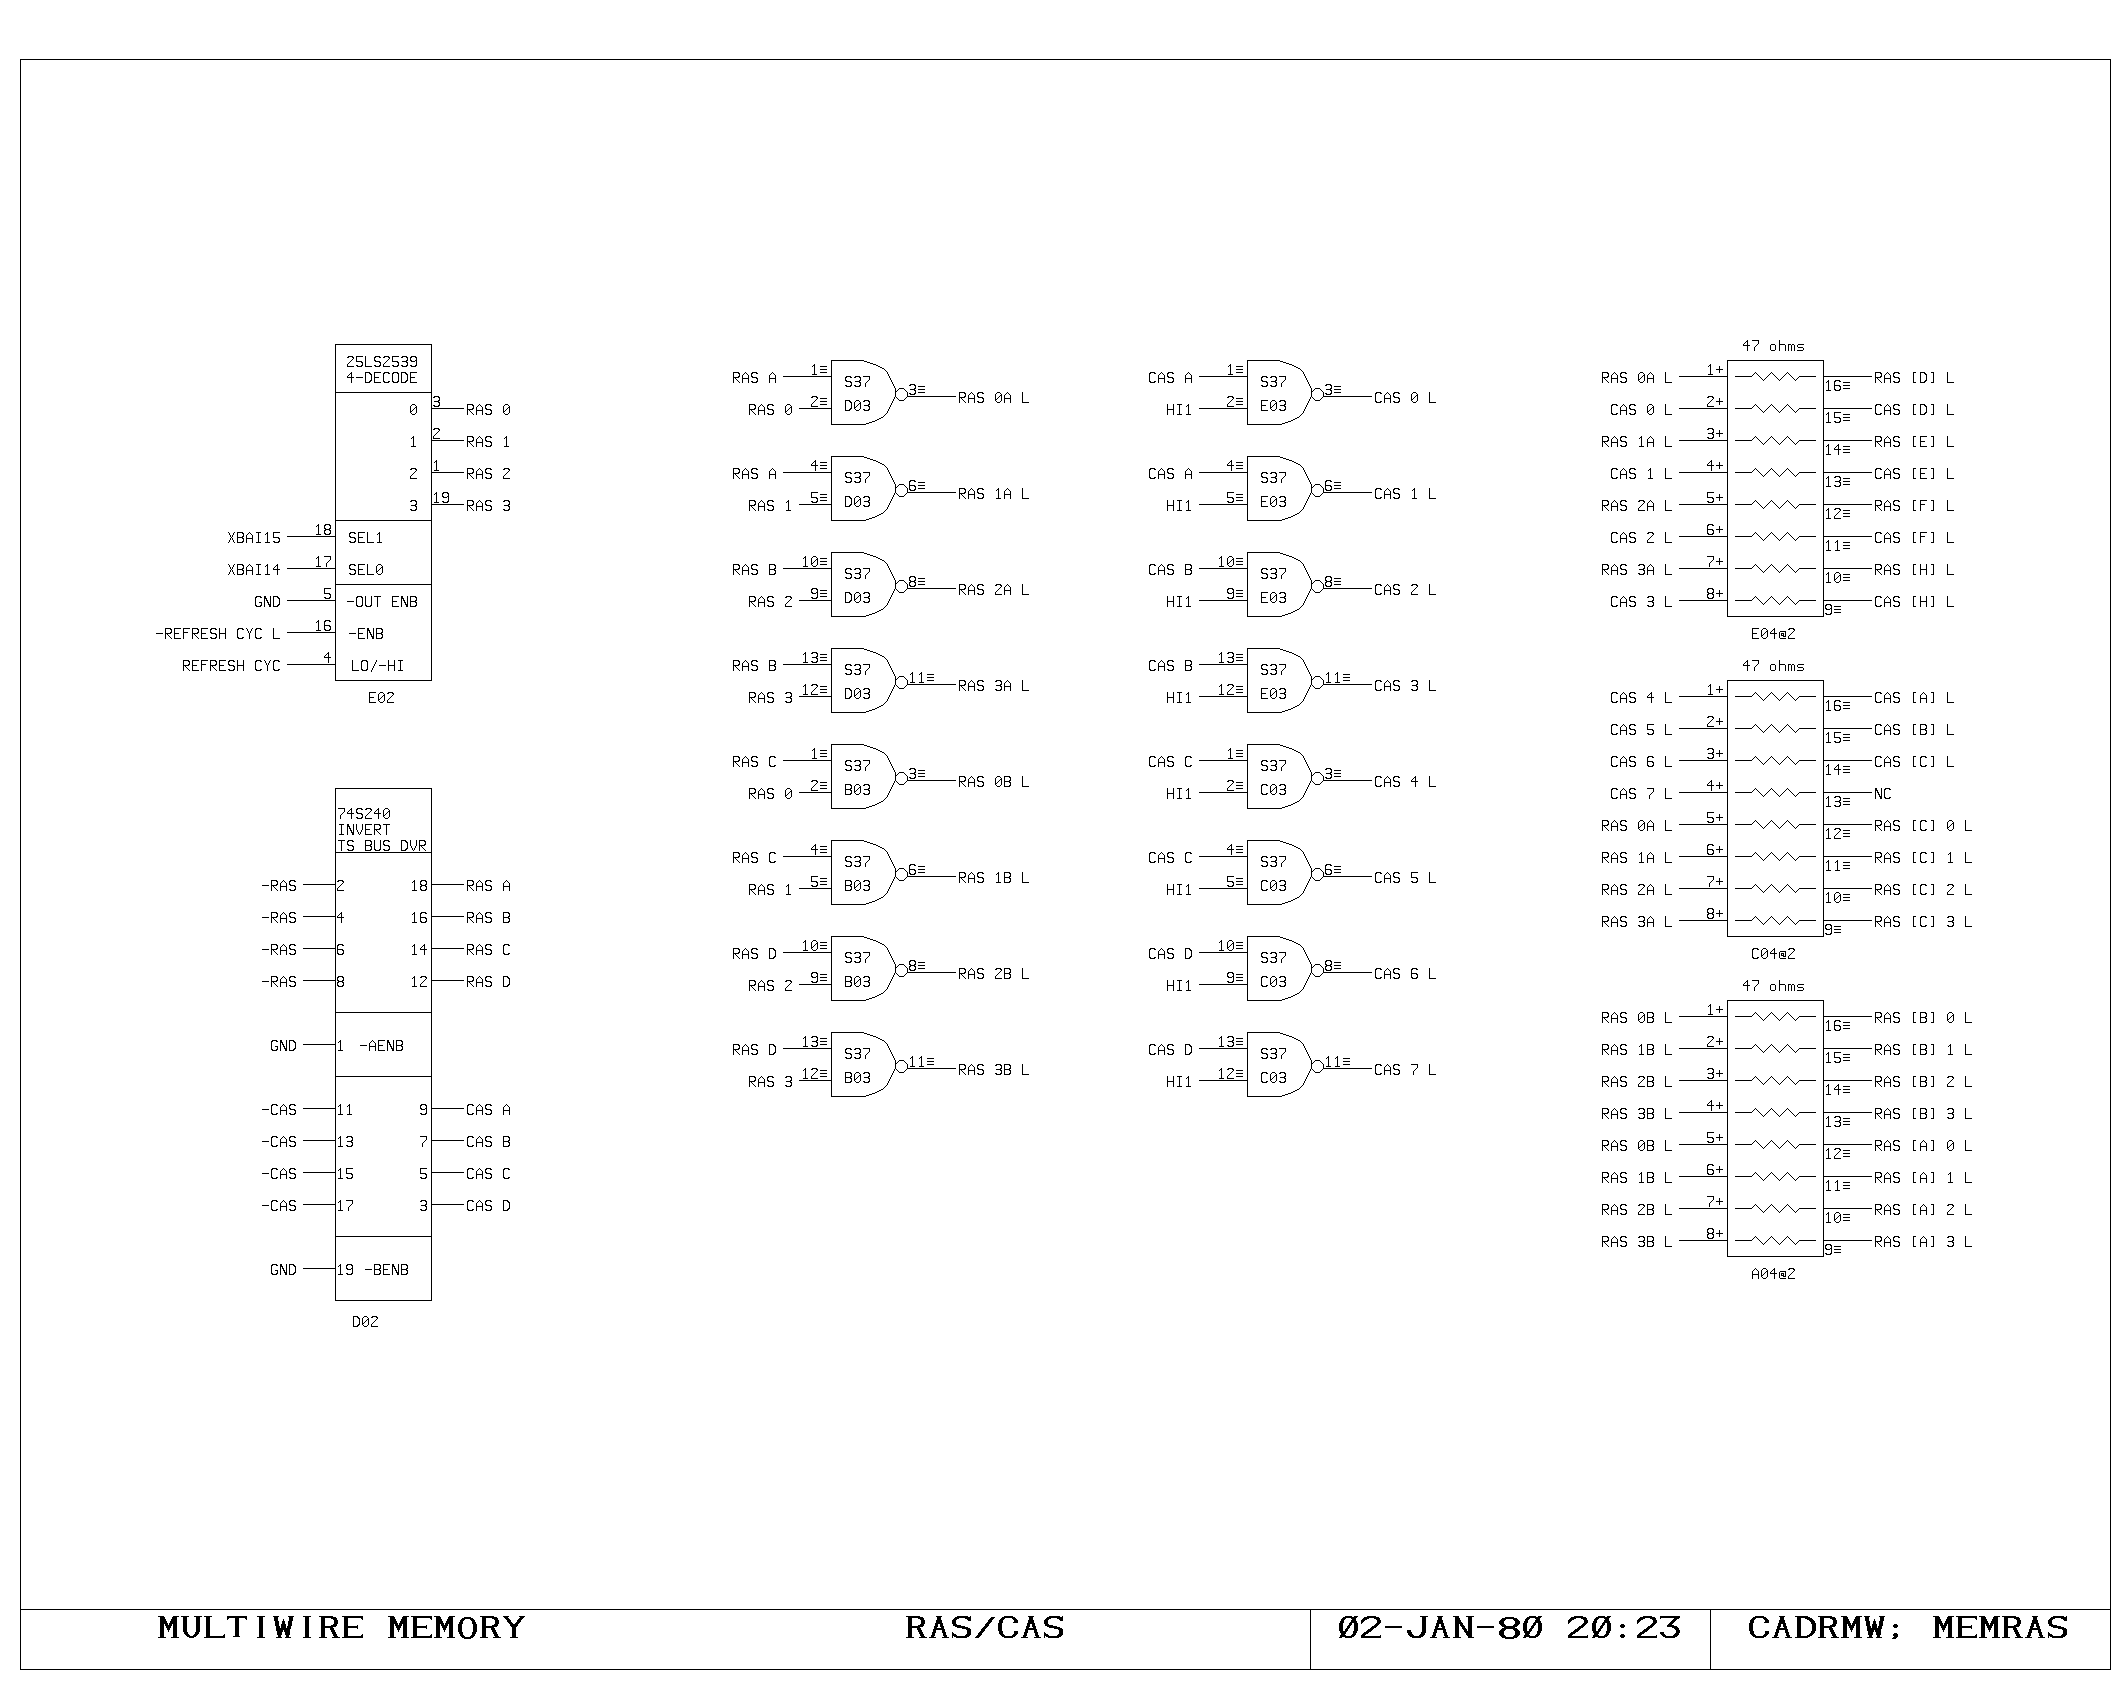 25LS2539
4-DECODE
0 3 RAS 0
1 2 RAS 1
2 1 RAS 2
3 19 RAS 3
XBAI15 18 SEL1
XBAI14 17 SEL0
GND 5 -OUT ENB
-REFRESH CYC L 16 -ENB
REFRESH CYC 4 LO/-HI
E02
74S240
INVERT
TS BUS DVR
-RAS 2 18 RAS A
-RAS 4 16 RAS B
-RAS 6 14 RAS C
-RAS 8 12 RAS D
GND 1 -AENB
-CAS 11 9 CAS A
-CAS 13 7 CAS B
-CAS 15 5 CAS C
-CAS 17 3 CAS D
GND 19 -BENB
D02
RAS A 1≡ S37 3≡ RAS 0A L
RAS 0 2≡ D03
RAS A 4≡ S37 6≡ RAS 1A L
RAS 1 5≡ D03
RAS B 10≡ S37 8≡ RAS 2A L
RAS 2 9≡ D03
RAS B 13≡ S37 11≡ RAS 3A L
RAS 3 12≡ D03
RAS C 1≡ S37 3≡ RAS 0B L
RAS 0 2≡ B03
RAS C 4≡ S37 6≡ RAS 1B L
RAS 1 5≡ B03
RAS D 10≡ S37 8≡ RAS 2B L
RAS 2 9≡ B03
RAS D 13≡ S37 11≡ RAS 3B L
RAS 3 12≡ B03
CAS A 1≡ S37 3≡ CAS 0 L
HI1 2≡ E03
CAS A 4≡ S37 6≡ CAS 1 L
HI1 5≡ E03
CAS B 10≡ S37 8≡ CAS 2 L
HI1 9≡ E03
CAS B 13≡ S37 11≡ CAS 3 L
HI1 12≡ E03
CAS C 1≡ S37 3≡ CAS 4 L
HI1 2≡ C03
CAS C 4≡ S37 6≡ CAS 5 L
HI1 5≡ C03
CAS D 10≡ S37 8≡ CAS 6 L
HI1 9≡ C03
CAS D 13≡ S37 11≡ CAS 7 L
HI1 12≡ C03
47 ohms
RAS 0A L 1+ 16≡ RAS [D] L
CAS 0 L 2+ 15≡ CAS [D] L
RAS 1A L 3+ 14≡ RAS [E] L
CAS 1 L 4+ 13≡ CAS [E] L
RAS 2A L 5+ 12≡ RAS [F] L
CAS 2 L 6+ 11≡ CAS [F] L
RAS 3A L 7+ 10≡ RAS [H] L
CAS 3 L 8+ 9≡ CAS [H] L
E04@2
47 ohms
CAS 4 L 1+ 16≡ CAS [A] L
CAS 5 L 2+ 15≡ CAS [B] L
CAS 6 L 3+ 14≡ CAS [C] L
CAS 7 L 4+ 13≡ NC
RAS 0A L 5+ 12≡ RAS [C] 0 L
RAS 1A L 6+ 11≡ RAS [C] 1 L
RAS 2A L 7+ 10≡ RAS [C] 2 L
RAS 3A L 8+ 9≡ RAS [C] 3 L
C04@2
47 ohms
RAS 0B L 1+ 16≡ RAS [B] 0 L
RAS 1B L 2+ 15≡ RAS [B] 1 L
RAS 2B L 3+ 14≡ RAS [B] 2 L
RAS 3B L 4+ 13≡ RAS [B] 3 L
RAS 0B L 5+ 12≡ RAS [A] 0 L
RAS 1B L 6+ 11≡ RAS [A] 1 L
RAS 2B L 7+ 10≡ RAS [A] 2 L
RAS 3B L 8+ 9≡ RAS [A] 3 L
A04@2
MULTIWIRE MEMORY RAS/CAS 02-JAN-80 20:23 CADRMW; MEMRAS